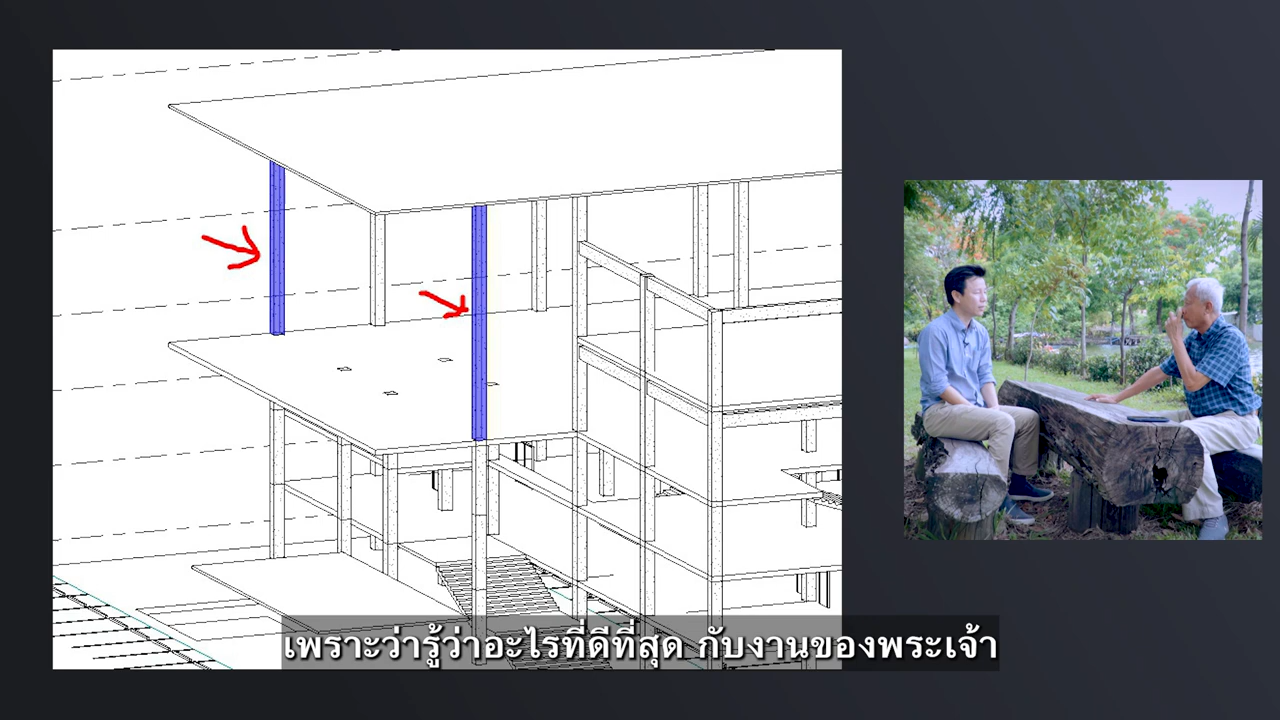 เพราะว่ารู้ว่าอะไรที่ดีที่สุด กับงานของพระเจ้า